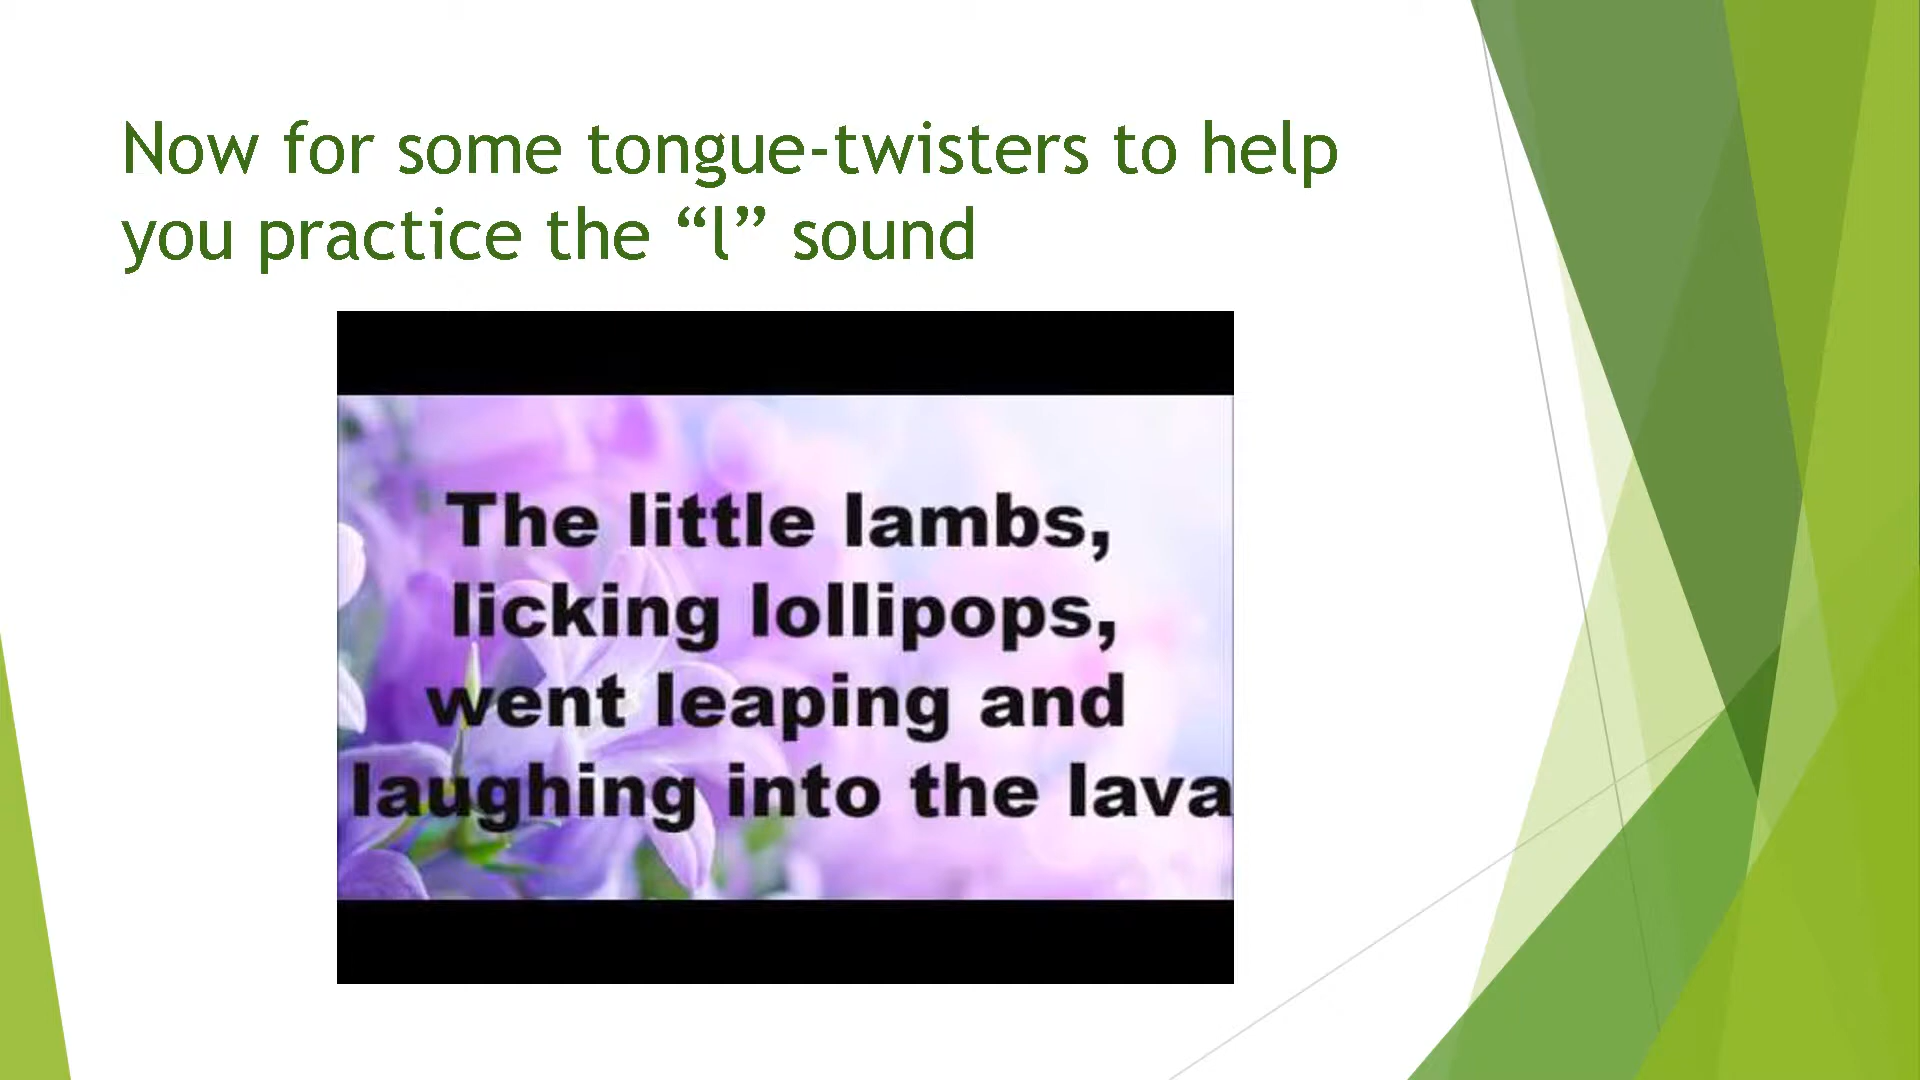 Now for some tongue-twisters to help
you practice the “l” sound
The little lambs,
licking lollipops,
went leaping and
laughing into the lava